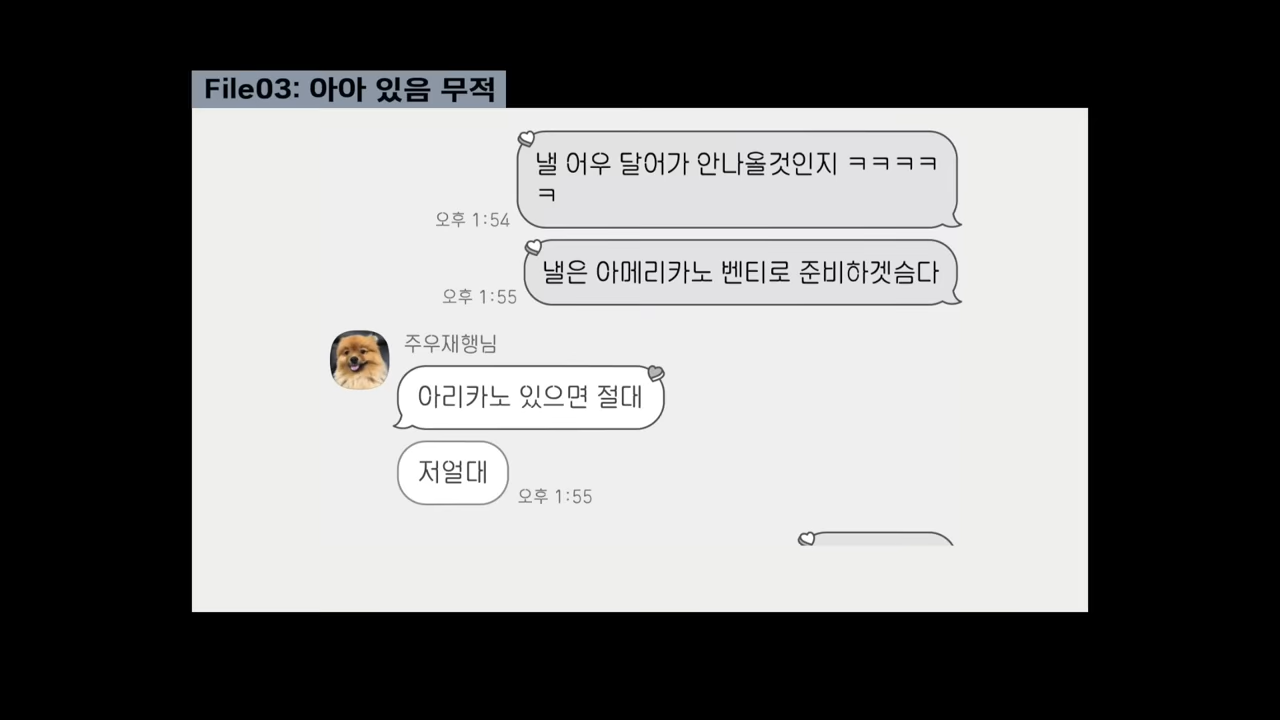 File03: 아아 있음 무적
낼 어우 달어가 안나올것인지 ㅋㅋㅋㅋ
ㅋ
오후 1:54
낼은 아메리카노 벤티로 준비하겟슴다
오후 1:55
주우재행님
아리카노 있으면 절대
저얼대
오후 1:55